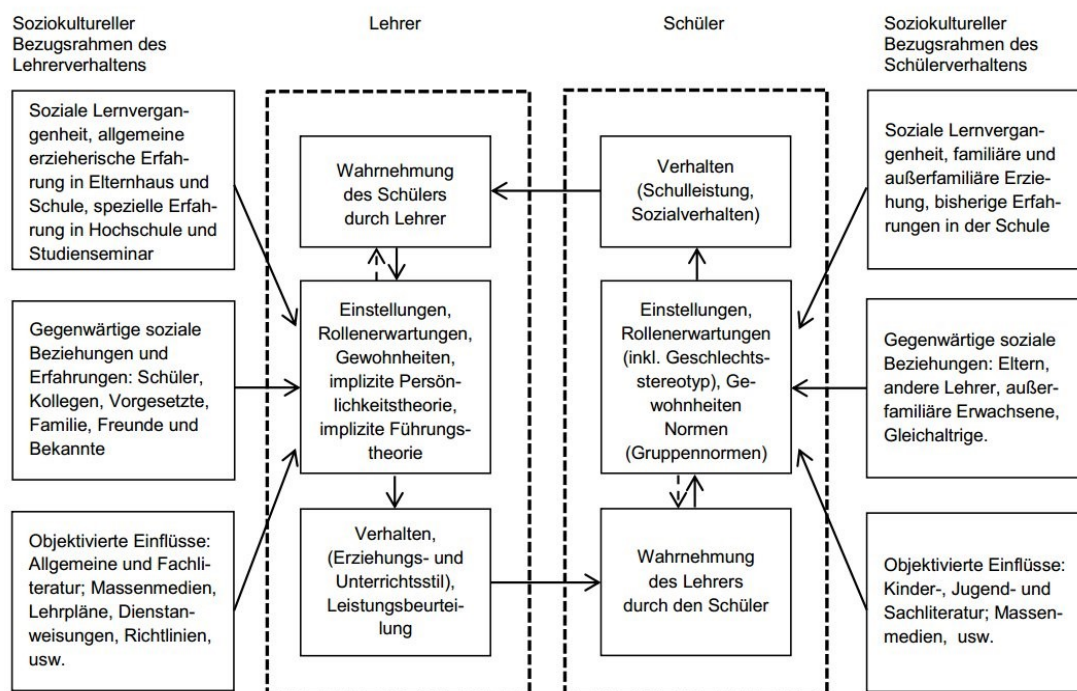 Soziokultureller
Bezugsrahmen des
Lehrerverhaltens
Lehrer
Schüler
Soziokultureller
Bezugsrahmen des
Schülerverhaltens
Soziale Lernvergan-
genheit, allgemeine
erzieherische Erfah-
rung in Elternhaus und
Schule, spezielle Erfah-
rung in Hochschule und
Studienseminar
Gegenwärtige soziale
Beziehungen und
Erfahrungen: Schüler,
Kollegen, Vorgesetzte,
Familie, Freunde und
Bekannte
Objektivierte Einflüsse:
Allgemeine und Fach-
literatur; Massenmedien,
Lehrpläne, Dienstan-
weisungen, Richtlinien,
usw.
Wahrnehmung
des Schülers
durch Lehrer
Einstellungen,
Rollenerwartungen,
Gewohnheiten,
implizite Persön-
lichkeitstheorie,
implizite Führungs-
theorie
Verhalten,
(Erziehungs- und
Unterrichtsstil),
Leistungsbeurtei-
lung
Verhalten
(Schulleistung,
Sozialverhalten)
Einstellungen,
Rollenerwartungen
(inkl. Geschlechts-
stereotyp), Ge-
wohnheiten
Normen
(Gruppennormen)
Wahrnehmung
des Lehrers
durch den Schüler
Soziale Lernvergan-
genheit, familiäre und
außerfamiliäre Erzie-
hung, bisherige Erfah-
rungen in der Schule
Gegenwärtige soziale
Beziehungen: Eltern,
andere Lehrer, außer-
familiäre Erwachsene,
Gleichaltrige.
Objektivierte Einflüsse:
Kinder-, Jugend- und
Sachliteratur; Massen-
medien, usw.